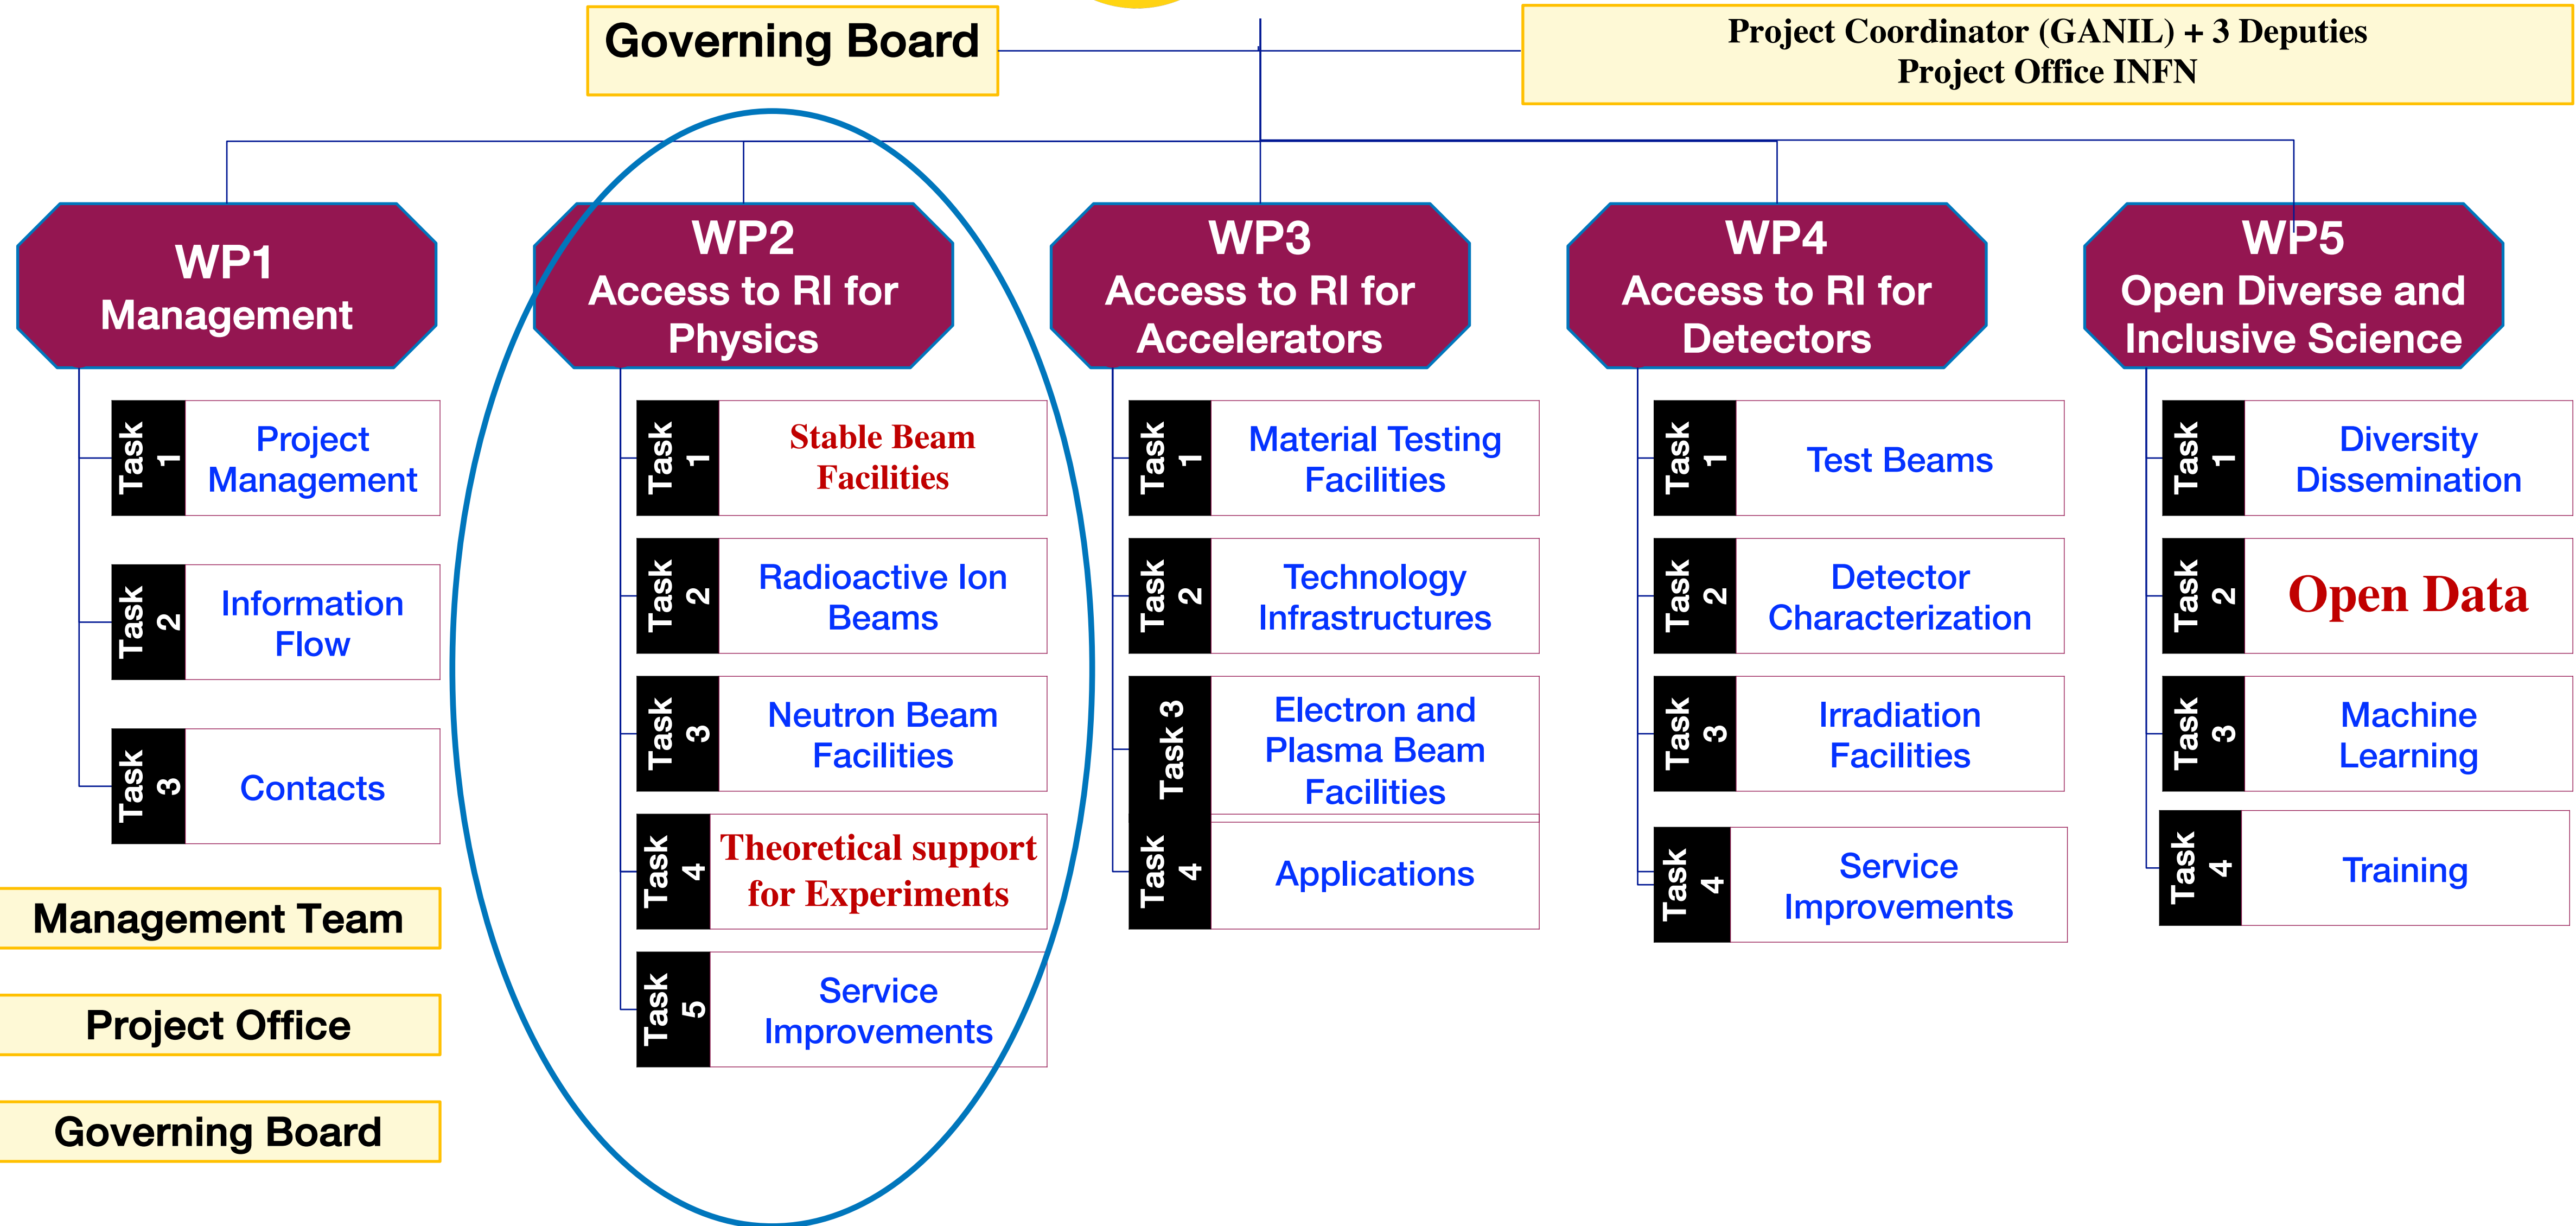 Governing Board
Project Coordinator (GANIL) + 3 Deputies
Project Office INFN
WP1
Management
Task
1
Project
Management
Task
2
Information
Flow
Task
3
Contacts
Management Team
Project Office
Governing Board
WP2
Access to RI for
Physics
Task
1
Stable Beam
Facilities
Task
2
Radioactive Ion
Beams
Task
3
Neutron Beam
Facilities
Task
4
Theoretical support
for Experiments
Task
5
Service
Improvements
WP3
Access to RI for
Accelerators
Task
1
Material Testing
Facilities
Task
2
Technology
Infrastructures
Task 3
Electron and
Plasma Beam
Facilities
Task
4
Applications
WP4
Access to RI for
Detectors
Task
1
Test Beams
Task
2
Detector
Characterization
Task
3
Irradiation
Facilities
Task
4
Service
Improvements
WP5
Open Diverse and
Inclusive Science
Task
1
Diversity
Dissemination
Task
2
Open Data
Task
3
Machine
Learning
Task
4
Training